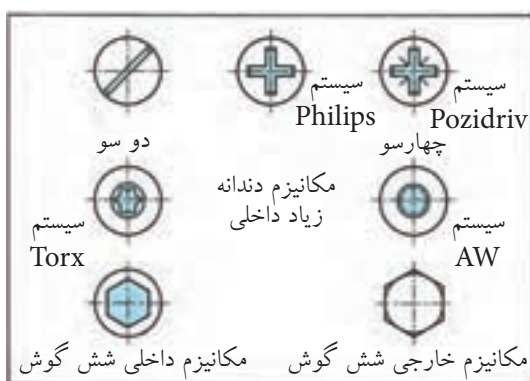 سیستم
Pozidriv
سیستم
Philips
چهارسو
دو سو
مکانیزم دندانه
زیاد داخلی
سیستم
AW
سیستم
Torx
مکانیزم خارجی شش گوش
مکانیزم داخلی شش گوش